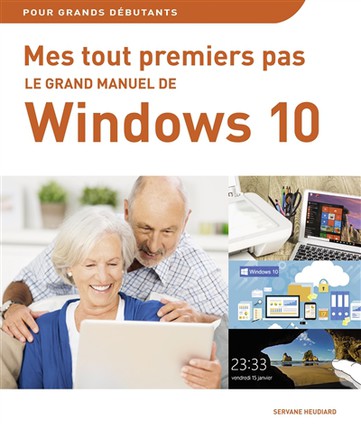 POUR GRANDS DÉBUTANTS
Mes tout premiers pas
LE GRAND MANUEL DE
Windows 10
Windows 10
23:33
vendredi 15 janvier
SERVANE HEUDIARD